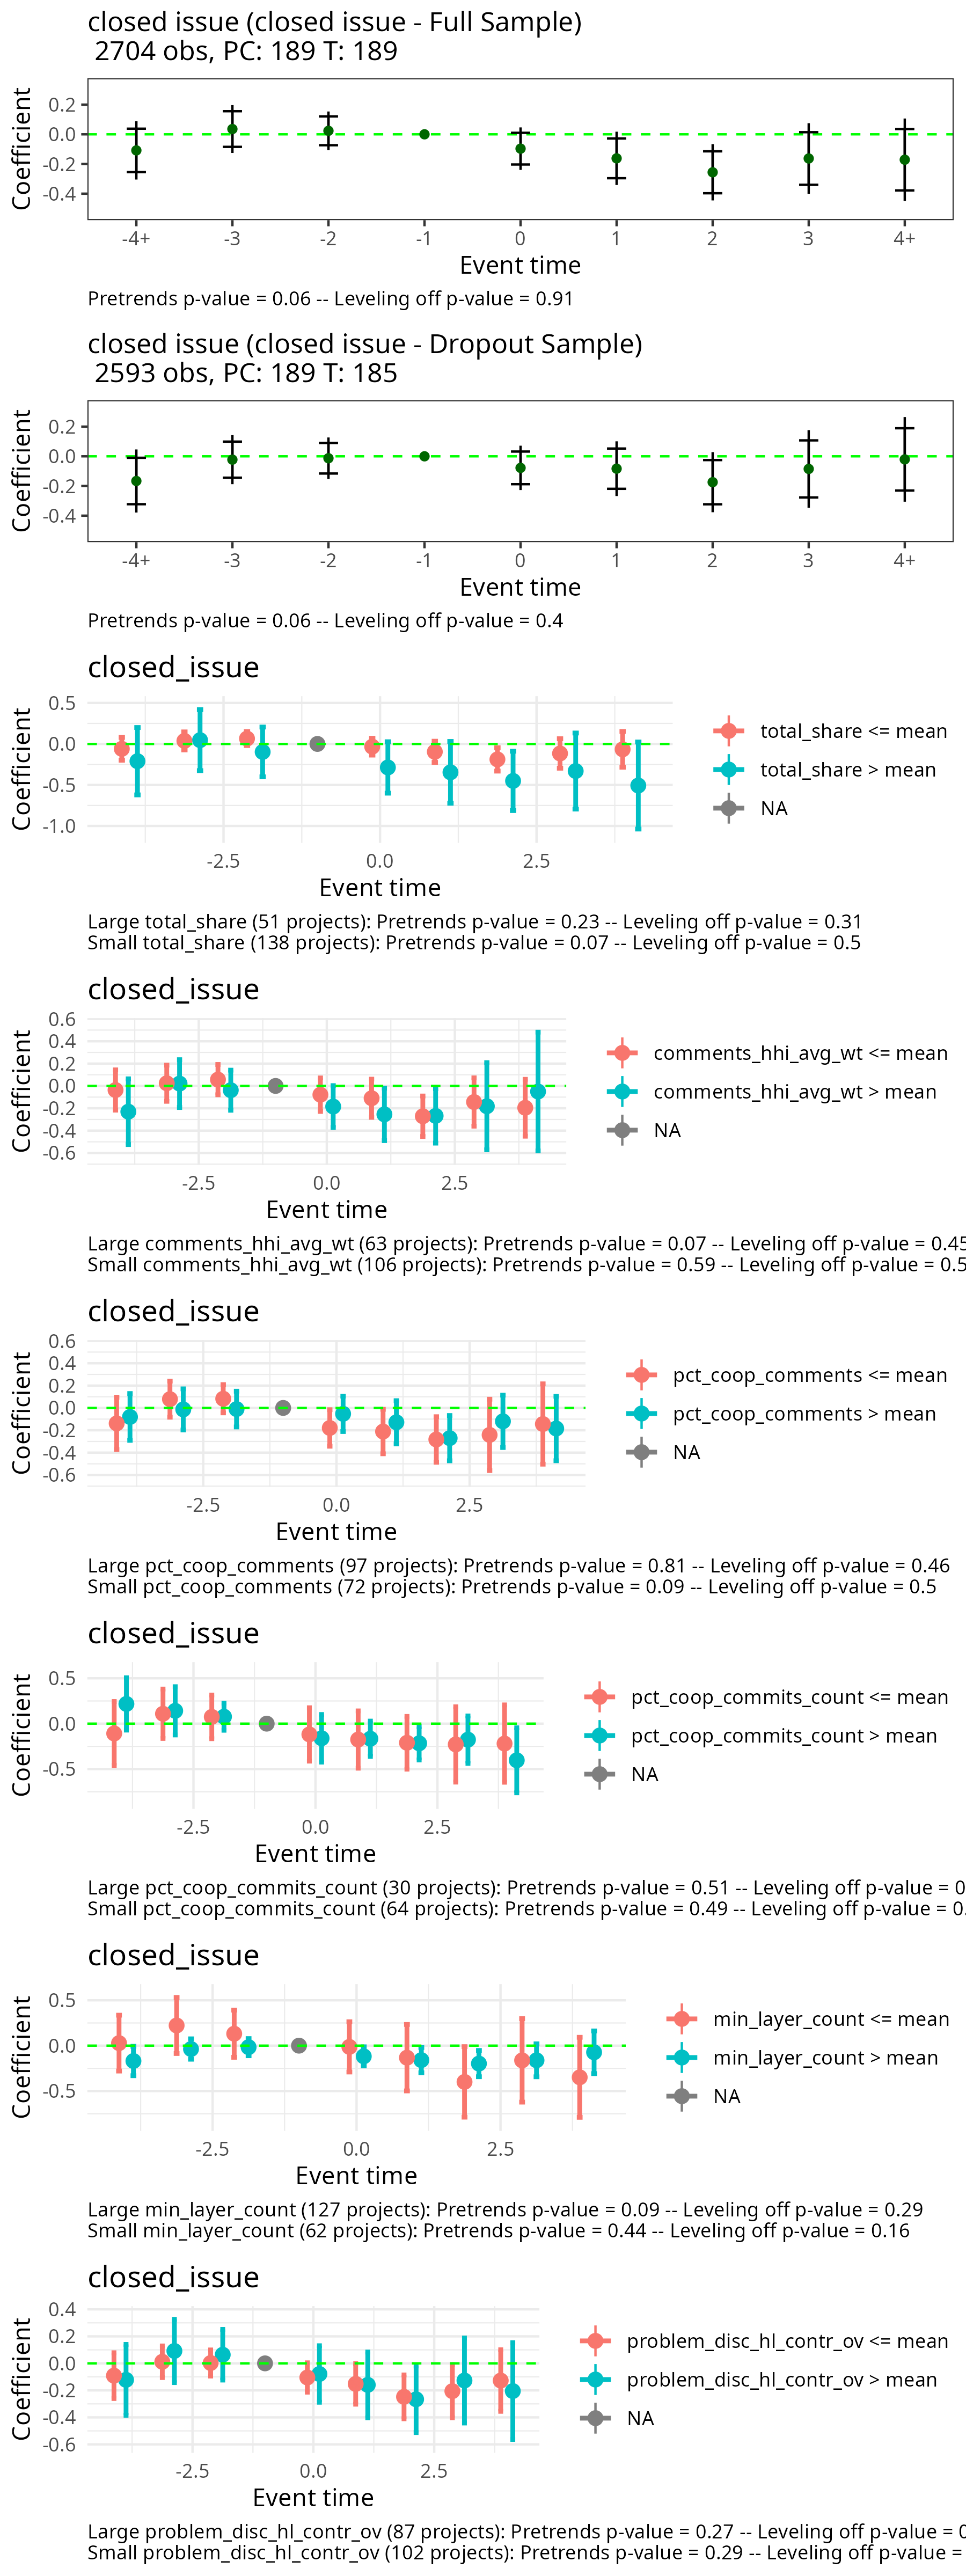 closed issue (closed issue - Full Sample)
2704 obs, PC: 189 T: 189
Coefficient
0.2
0.0
-0.2
-0.4
-4+ -3 -2 -1 0 1 2 3 4+
Event time
Pretrends p-value = 0.06 -- Leveling off p-value = 0.91
closed issue (closed issue - Dropout Sample)
2593 obs, PC: 189 T: 185
Coefficient
0.2
0.0
-0.2
-0.4
-4+ -3 -2 -1 0 1 2 3 4+
Event time
Pretrends p-value = 0.06 -- Leveling off p-value = 0.4
closed_issue
Coefficient
0.5
0.0
-0.5
-1.0
-2.5 0.0 2.5
Event time
total_share <= mean
total_share > mean
NA
Large total_share (51 projects): Pretrends p-value = 0.23 -- Leveling off p-value = 0.31
Small total_share (138 projects): Pretrends p-value = 0.07 -- Leveling off p-value = 0.5
closed_issue
Coefficient
0.6
0.4
0.2
0.0
-0.2
-0.4
-0.6
-2.5 0.0 2.5
Event time
comments_hhi_avg_wt <= mean
comments_hhi_avg_wt > mean
NA
Large comments_hhi_avg_wt (63 projects): Pretrends p-value = 0.07 -- Leveling off p-value = 0.45
Small comments_hhi_avg_wt (106 projects): Pretrends p-value = 0.59 -- Leveling off p-value = 0.5
closed_issue
Coefficient
0.6
0.4
0.2
0.0
-0.2
-0.4
-0.6
-2.5 0.0 2.5
Event time
pct_coop_comments <= mean
pct_coop_comments > mean
NA
Large pct_coop_comments (97 projects): Pretrends p-value = 0.81 -- Leveling off p-value = 0.46
Small pct_coop_comments (72 projects): Pretrends p-value = 0.09 -- Leveling off p-value = 0.5
closed_issue
Coefficient
0.5
0.0
-0.5
-2.5 0.0 2.5
Event time
pct_coop_commits_count <= mean
pct_coop_commits_count > mean
NA
Large pct_coop_commits_count (30 projects): Pretrends p-value = 0.51 -- Leveling off p-value = 0
Small pct_coop_commits_count (64 projects): Pretrends p-value = 0.49 -- Leveling off p-value = 0.
closed_issue
Coefficient
0.5
0.0
-0.5
-2.5 0.0 2.5
Event time
min_layer_count <= mean
min_layer_count > mean
NA
Large min_layer_count (127 projects): Pretrends p-value = 0.09 -- Leveling off p-value = 0.29
Small min_layer_count (62 projects): Pretrends p-value = 0.44 -- Leveling off p-value = 0.16
closed_issue
Coefficient
0.4
0.2
0.0
-0.2
-0.4
-0.6
-2.5 0.0 2.5
Event time
problem_disc_hl_contr_ov <= mean
problem_disc_hl_contr_ov > mean
NA
Large problem_disc_hl_contr_ov (87 projects): Pretrends p-value = 0.27 -- Leveling off p-value = 0
Small problem_disc_hl_contr_ov (102 projects): Pretrends p-value = 0.29 -- Leveling off p-value =